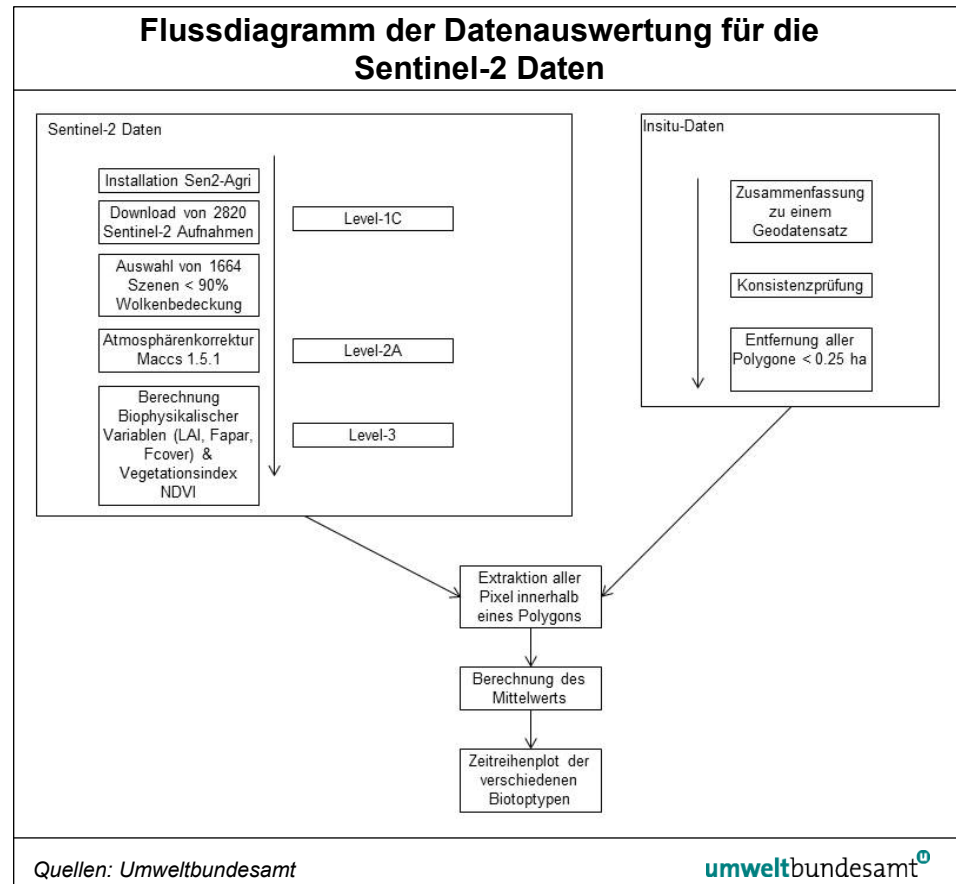 Flussdiagramm der Datenauswertung für die
Sentinel-2 Daten
Sentinel-2 Daten
Installation Sen2-Agri
Download von 2820
Sentinel-2 Aufnahmen
Level-1C
Auswahl von 1664
Szenen < 90%
Wolkenbedeckung
Atmosphärenkorrektur
Maccs 1.5.1
Level-2A
Berechnung
Biophysikalischer
Variablen (LAI, Fapar,
Fcover) &
Vegetationsindex
NDVI
Level-3
Insitu-Daten
Zusammenfassung
zu einem
Geodatensatz
Konsistenzprüfung
Entfernung aller
Polygone < 0.25 ha
Extraktion aller
Pixel innerhalb
eines Polygons
Berechnung des
Mittelwerts
Zeitreihenplot der
verschiedenen
Biotoptypen
Quellen: Umweltbundesamt
umweltbundesamt
u